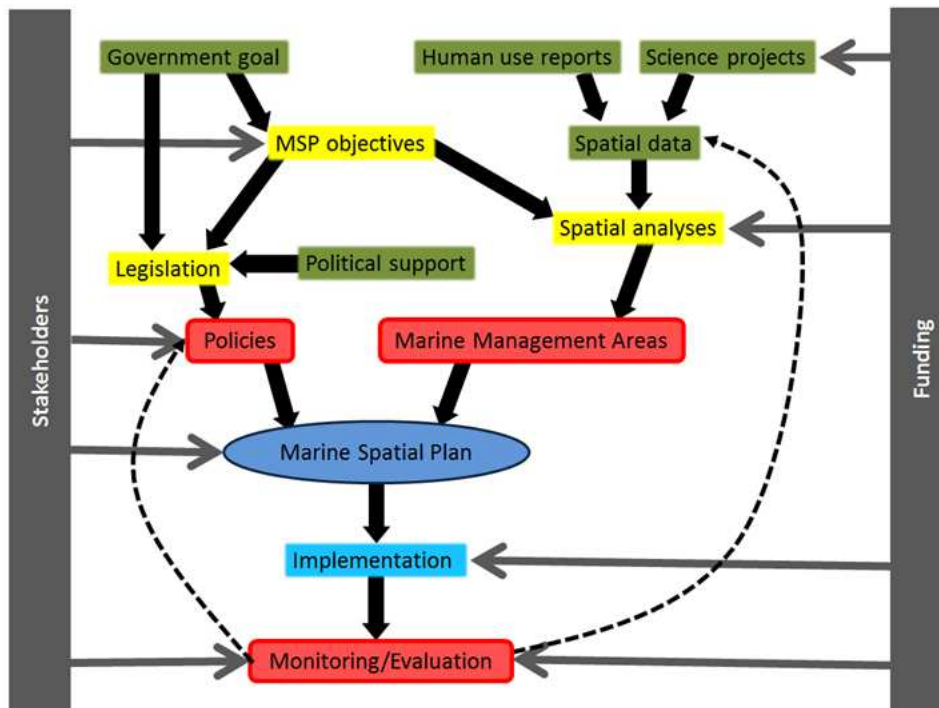 Government goal
Human use reports
Science projects
MSP objectives
Spatial data
Spatial analyses
Legislation
Political support
Policies
Marine Management Areas
Stakeholders
Funding
Marine Spatial Plan
Implementation
Monitoring/Evaluation